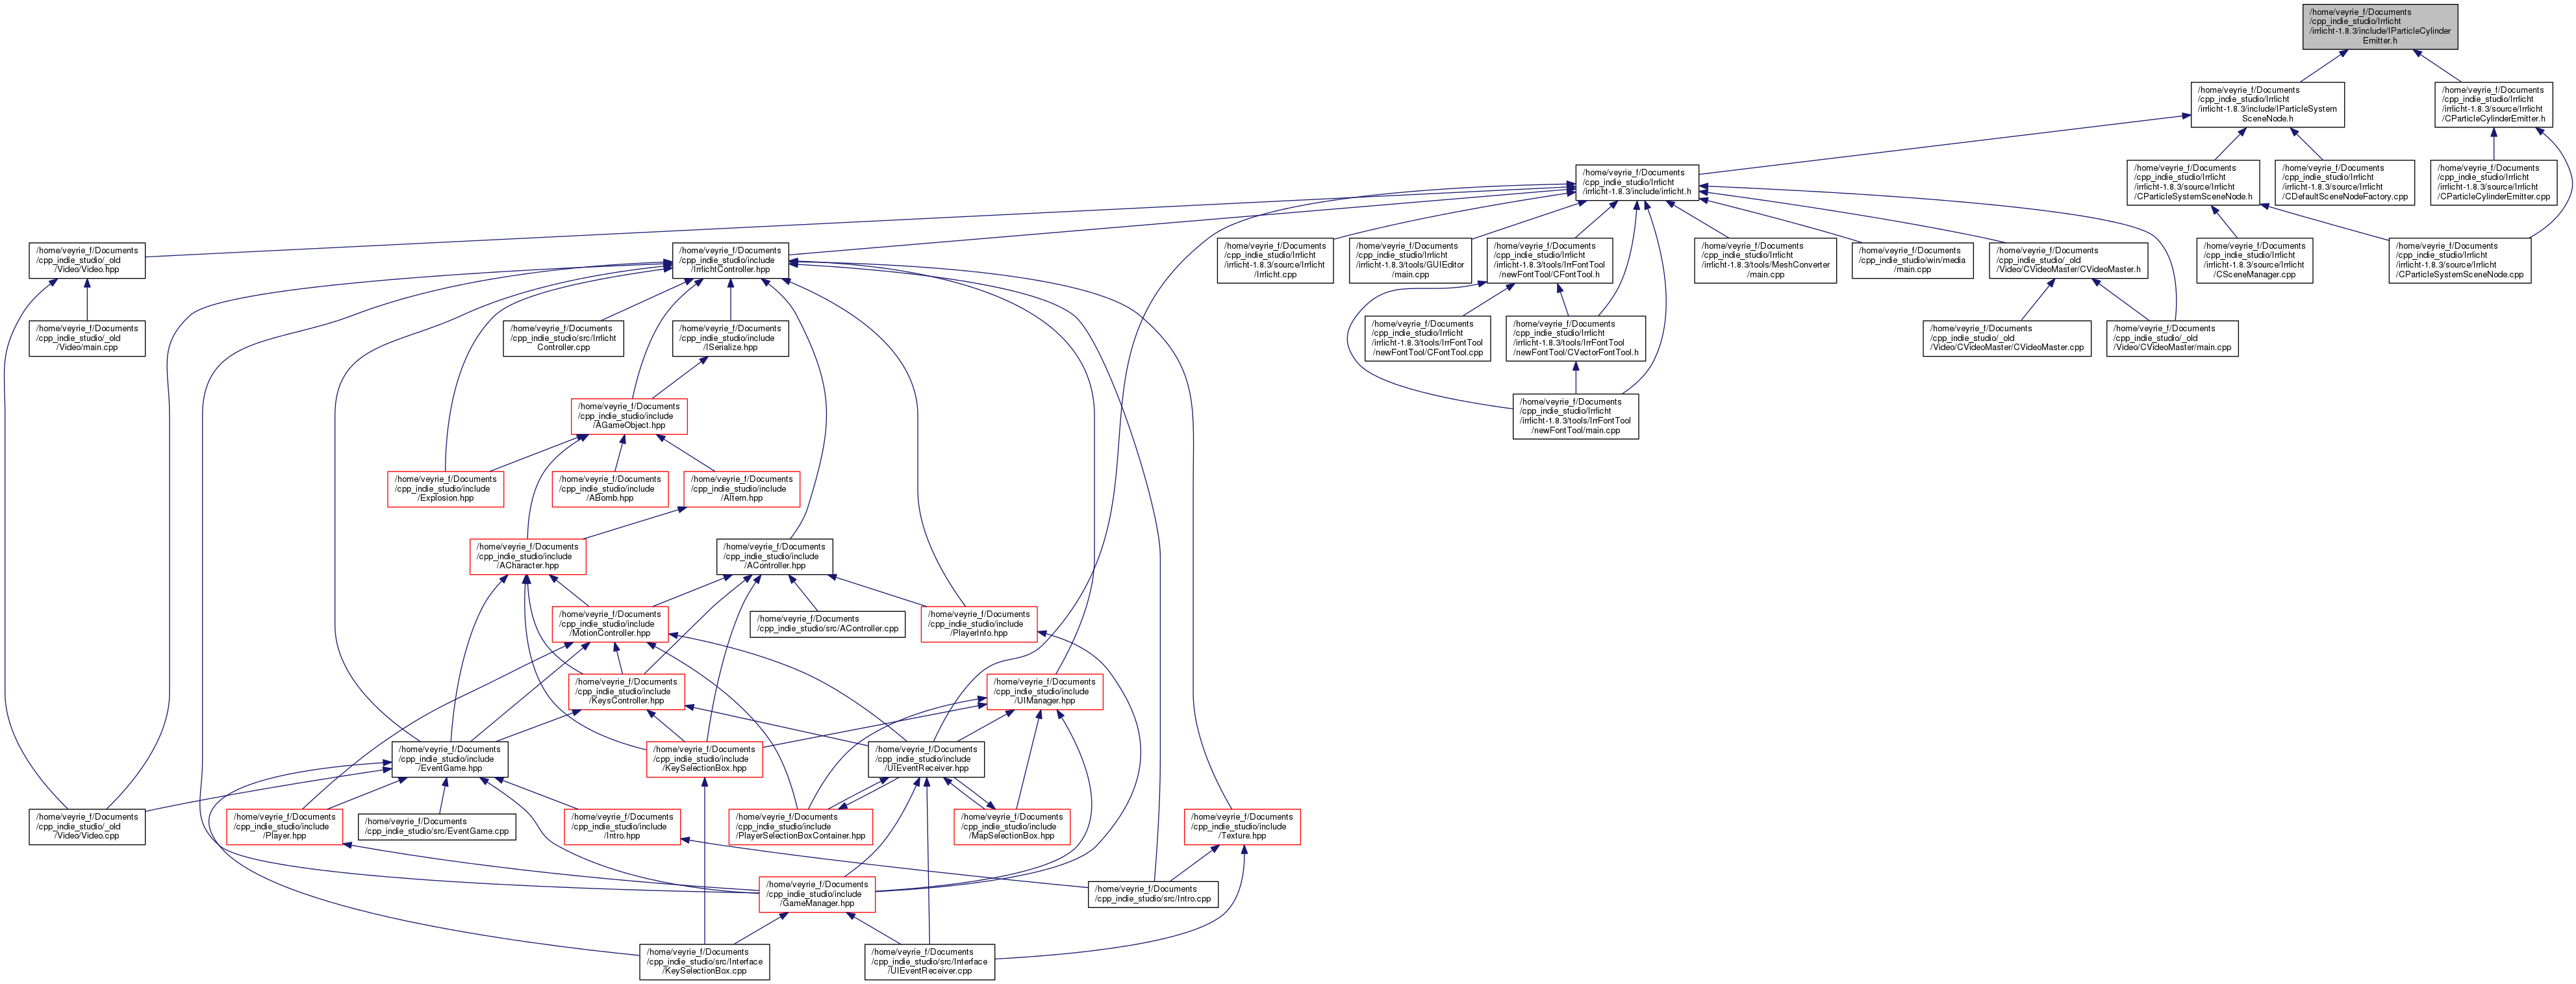 /home/veyrie_f/Documents
/cpp_indie_studio/Irrlicht
/irrlicht-1.8.3/include/IParticleCylinder
Emitter.h
/home/veyrie_f/Documents
/cpp_indie_studio/Irrlicht
/irrlicht-1.8.3/include/IParticleSystem
SceneNode.h
/home/veyrie_f/Documents
/cpp_indie_studio/Irrlicht
/irrlicht-1.8.3/source/Irrlicht
/CParticleCylinderEmitter.h
/home/veyrie_f/Documents
/cpp_indie_studio/Irrlicht
/irrlicht-1.8.3/include/irrlicht.h
/home/veyrie_f/Documents
/cpp_indie_studio/Irrlicht
/irrlicht-1.8.3/source/Irrlicht
/CParticleSystemSceneNode.h
/home/veyrie_f/Documents
/cpp_indie_studio/Irrlicht
/irrlicht-1.8.3/source/Irrlicht
/CDefaultSceneNodeFactory.cpp
/home/veyrie_f/Documents
/cpp_indie_studio/Irrlicht
/irrlicht-1.8.3/source/Irrlicht
/CParticleCylinderEmitter.cpp
/home/veyrie_f/Documents
/cpp_indie_studio/_old
/Video/Video.hpp
/home/veyrie_f/Documents
/cpp_indie_studio/include
/IrrlichtController.hpp
/home/veyrie_f/Documents
/cpp_indie_studio/Irrlicht
/irrlicht-1.8.3/source/Irrlicht
/Irrlicht.cpp
/home/veyrie_f/Documents
/cpp_indie_studio/Irrlicht
/irrlicht-1.8.3/tools/GUIEditor
/main.cpp
/home/veyrie_f/Documents
/cpp_indie_studio/Irrlicht
/irrlicht-1.8.3/tools/IrrFontTool
/newFontTool/CFontTool.h
/home/veyrie_f/Documents
/cpp_indie_studio/Irrlicht
/irrlicht-1.8.3/tools/MeshConverter
/main.cpp
/home/veyrie_f/Documents
/cpp_indie_studio/win/media
/main.cpp
/home/veyrie_f/Documents
/cpp_indie_studio/_old
/Video/CVideoMaster/CVideoMaster.h
/home/veyrie_f/Documents
/cpp_indie_studio/Irrlicht
/irrlicht-1.8.3/source/Irrlicht
/CSceneManager.cpp
/home/veyrie_f/Documents
/cpp_indie_studio/Irrlicht
/irrlicht-1.8.3/source/Irrlicht
/CParticleSystemSceneNode.cpp
/home/veyrie_f/Documents
/cpp_indie_studio/_old
/Video/main.cpp
/home/veyrie_f/Documents
/cpp_indie_studio/src/Irrlicht
Controller.cpp
/home/veyrie_f/Documents
/cpp_indie_studio/include
/ISerialize.hpp
/home/veyrie_f/Documents
/cpp_indie_studio/Irrlicht
/irrlicht-1.8.3/tools/IrrFontTool
/newFontTool/CFontTool.cpp
/home/veyrie_f/Documents
/cpp_indie_studio/Irrlicht
/irrlicht-1.8.3/tools/IrrFontTool
/newFontTool/CVectorFontTool.h
/home/veyrie_f/Documents
/cpp_indie_studio/_old
/Video/CVideoMaster/CVideoMaster.cpp
/home/veyrie_f/Documents
/cpp_indie_studio/_old
/Video/CVideoMaster/main.cpp
/home/veyrie_f/Documents
/cpp_indie_studio/include
/AGameObject.hpp
/home/veyrie_f/Documents
/cpp_indie_studio/Irrlicht
/irrlicht-1.8.3/tools/IrrFontTool
/newFontTool/main.cpp
/home/veyrie_f/Documents
/cpp_indie_studio/include
/Explosion.hpp
/home/veyrie_f/Documents
/cpp_indie_studio/include
/ABomb.hpp
/home/veyrie_f/Documents
/cpp_indie_studio/include
/AItem.hpp
/home/veyrie_f/Documents
/cpp_indie_studio/include
/ACharacter.hpp
/home/veyrie_f/Documents
/cpp_indie_studio/include
/AController.hpp
/home/veyrie_f/Documents
/cpp_indie_studio/include
/MotionController.hpp
/home/veyrie_f/Documents
/cpp_indie_studio/src/AController.cpp
/home/veyrie_f/Documents
/cpp_indie_studio/include
/PlayerInfo.hpp
/home/veyrie_f/Documents
/cpp_indie_studio/include
/KeysController.hpp
/home/veyrie_f/Documents
/cpp_indie_studio/include
/UIManager.hpp
/home/veyrie_f/Documents
/cpp_indie_studio/include
/EventGame.hpp
/home/veyrie_f/Documents
/cpp_indie_studio/include
/KeySelectionBox.hpp
/home/veyrie_f/Documents
/cpp_indie_studio/include
/UIEventReceiver.hpp
/home/veyrie_f/Documents
/cpp_indie_studio/_old
/Video/Video.cpp
/home/veyrie_f/Documents
/cpp_indie_studio/include
/Player.hpp
/home/veyrie_f/Documents
/cpp_indie_studio/src/EventGame.cpp
/home/veyrie_f/Documents
/cpp_indie_studio/include
/Intro.hpp
/home/veyrie_f/Documents
/cpp_indie_studio/include
/PlayerSelectionBoxContainer.hpp
/home/veyrie_f/Documents
/cpp_indie_studio/include
/MapSelectionBox.hpp
/home/veyrie_f/Documents
/cpp_indie_studio/include
/Texture.hpp
/home/veyrie_f/Documents
/cpp_indie_studio/include
/GameManager.hpp
/home/veyrie_f/Documents
/cpp_indie_studio/src/Intro.cpp
/home/veyrie_f/Documents
/cpp_indie_studio/src/Interface
/KeySelectionBox.cpp
/home/veyrie_f/Documents
/cpp_indie_studio/src/Interface
/UIEventReceiver.cpp